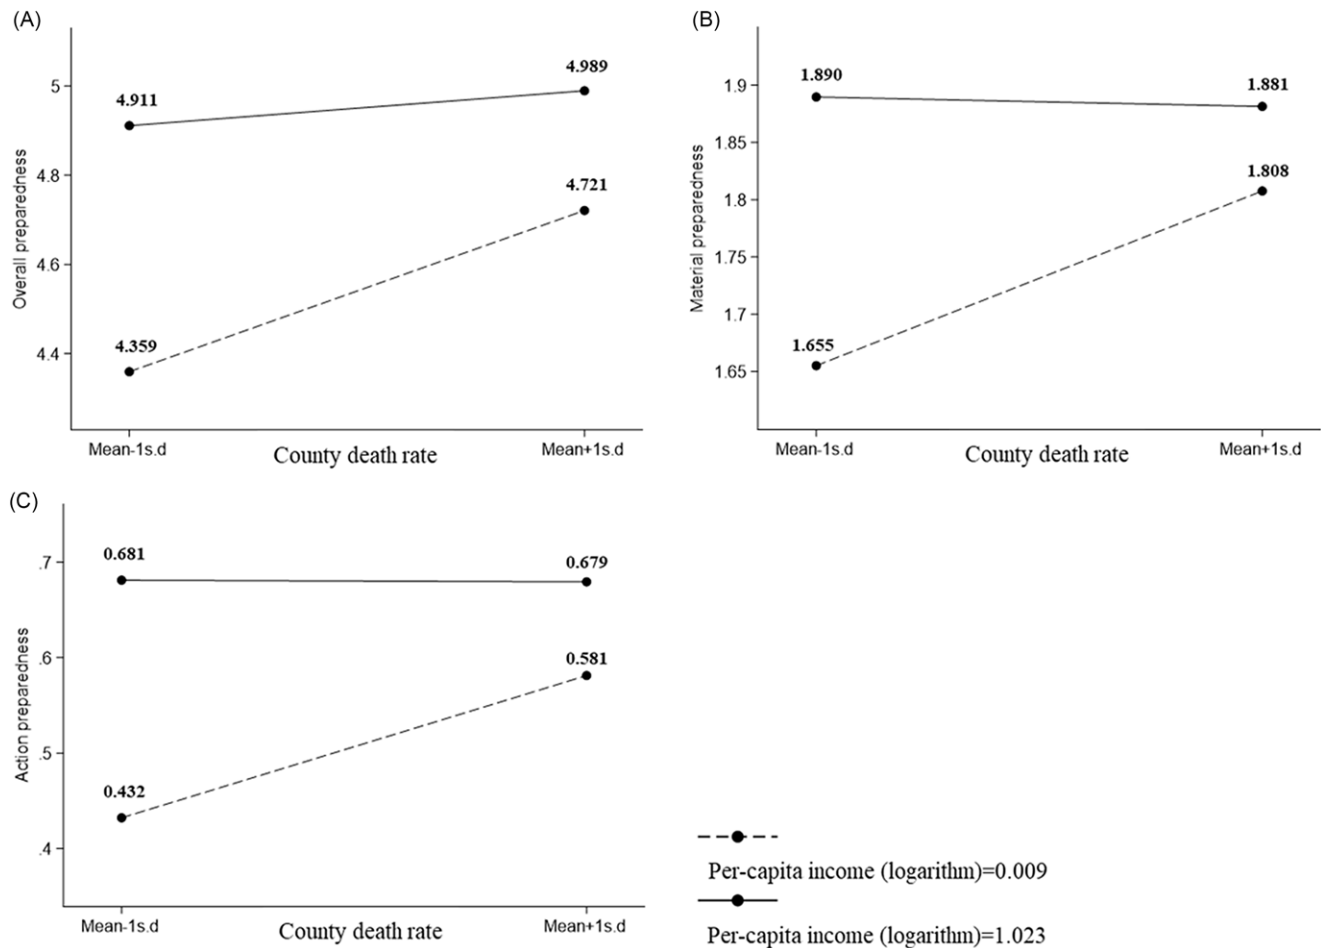 (A)
5
4.8
4.6
4.4
Overall preparedness
4.911
4.989
4.721
4.359
Mean-1s.d
County death rate
Mean+1s.d
(B)
1.9
1.85
1.8
1.75
1.7
1.65
Material preparedness
1.890
1.881
1.808
1.655
Mean-1s.d
County death rate
Mean+1s.d
(C)
.7
.6
.5
.4
Action preparedness
0.681
0.679
0.581
0.432
Mean-1s.d
County death rate
Mean+1s.d
Per-capita income (logarithm)=0.009
Per-capita income (logarithm)=1.023